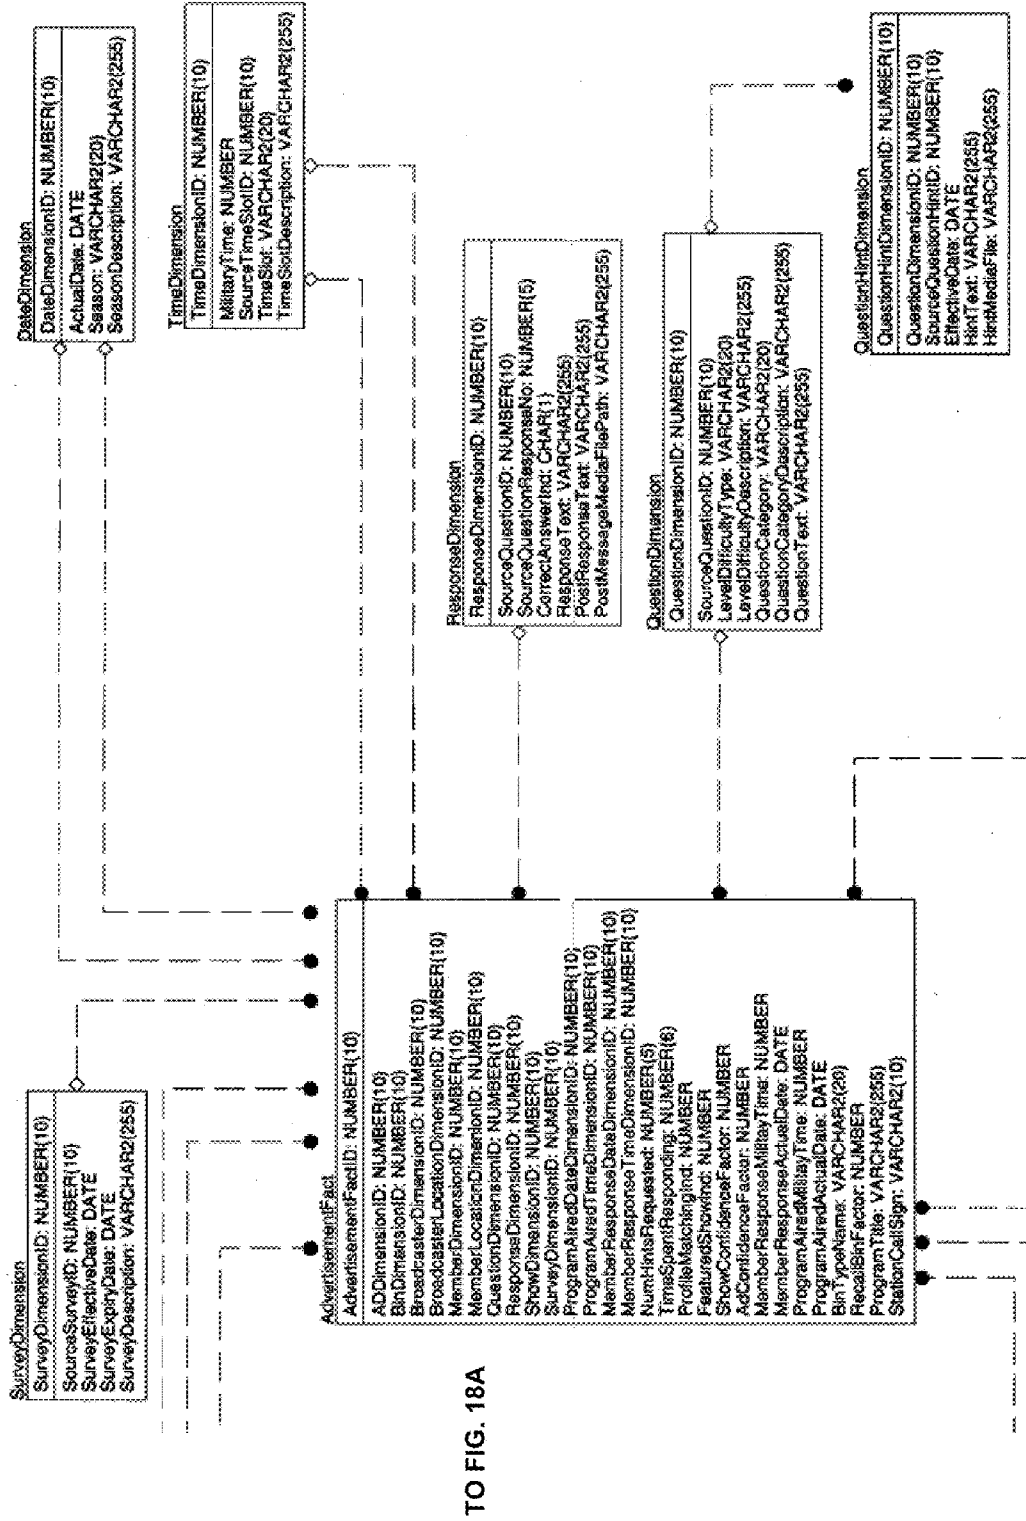 SurveyDimension
SurveyDimensionID: NUMBER(10)
SourceSurveyID: NUMBER(10)
SurveyEffectiveDate: DATE
SurveyExpiryDate: DATE
SurveyDescription: VARCHAR2(255)
DateDimension
DateDimensionID: NUMBER(10)
ActualDate: DATE
Season: VARCHAR2(20)
SeasonDescription: VARCHAR2(255)
TimeDimension
TimeDimensionID: NUMBER(10)
MilitaryTime: NUMBER
SourceTimeSlotID: NUMBER(10)
TimeSlot: VARCHAR2(20)
TimeSlotDescription: VARCHAR2(255)
AdvertisementFact
AdvertisementFactID: NUMBER(10)
ADDimensionID: NUMBER(10)
BinDimensionID: NUMBER(10)
BroadcasterDimensionID: NUMBER(10)
BroadcasterLocationDimensionID: NUMBER(10)
MemberDimensionID: NUMBER(10)
MemberLocationDimenionID: NUMBER(10)
QuestionDimensionID: NUMBER(10)
ResponseDimensionID: NUMBER(10)
ShowDimensionID: NUMBER(10)
SurveyDimensionID: NUMBER(10)
ProgramAiredDateDimensionID: NUMBER(10)
ProgramAiredTimeDimensionID: NUMBER(10)
MemberResponseDateDimensionID: NUMBER(10)
MemberResponseTimeDimensionID: NUMBER(10)
NumHintsRequested: NUMBER(5)
TimeSpentResponding: NUMBER(6)
ProfileMatchingInd: NUMBER
FeaturedShowInd: NUMBER
ShowConfidenceFactor: NUMBER
AdConfidenceFactor: NUMBER
MemberResponseMilitayTime: NUMBER
MemberResponseActualDate: DATE
ProgramAiredMilitayTime: NUMBER
ProgramAiredActualDate: DATE
BinTypeName: VARCHAR2(20)
RecallBinFactor: NUMBER
ProgramTitle: VARCHAR2(255)
StationCallSign: VARCHAR2(10)
ResponseDimension
ResponseDimensionID: NUMBER(10)
SourceQuestionID: NUMBER(10)
SourceQuestionResponseNo: NUMBER(5)
CorrectAnswerInd: CHAR(1)
ResponseText: VARCHAR2(255)
PostResponseText: VARCHAR2(255)
PostMessageMediaFilePath: VARCHAR2(255)
QuestionDimension
QuestionDimensionID: NUMBER(10)
SourceQuestionID: NUMBER(10)
LevelDifficultyType: VARCHAR2(20)
LevelDifficultyDescription: VARCHAR2(255)
QuestionCategory: VARCHAR2(20)
QuestionCategoryDescription: VARCHAR2(255)
QuestionText: VARCHAR2(255)
QuestionHintDimension
QuestionHintDimensionID: NUMBER(10)
QuestionDimensionID: NUMBER(10)
SourceQuestionHintID: NUMBER(10)
EffectiveDate: DATE
HintText: VARCHAR2(255)
HintMediaFile: VARCHAR2(255)
TO FIG. 18A